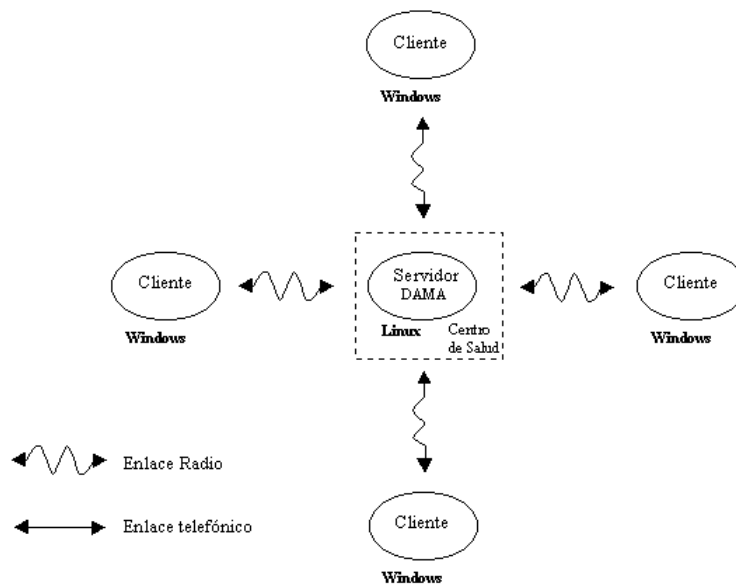 Cliente
Windows
Cliente
Windows
Servidor
DAMA
Linux
Centro
de Salud
Cliente
Windows
Enlace Radio
Enlace telefónico
Cliente
Windows